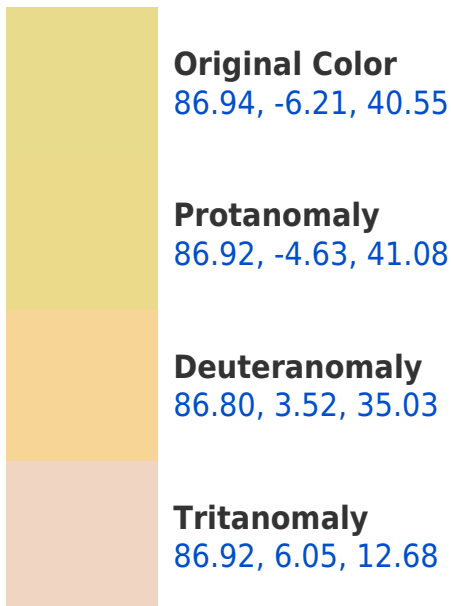 Original Color
86.94, -6.21, 40.55
Protanomaly
86.92, -4.63, 41.08
Deuteranomaly
86.80, 3.52, 35.03
Tritanomaly
86.92, 6.05, 12.68